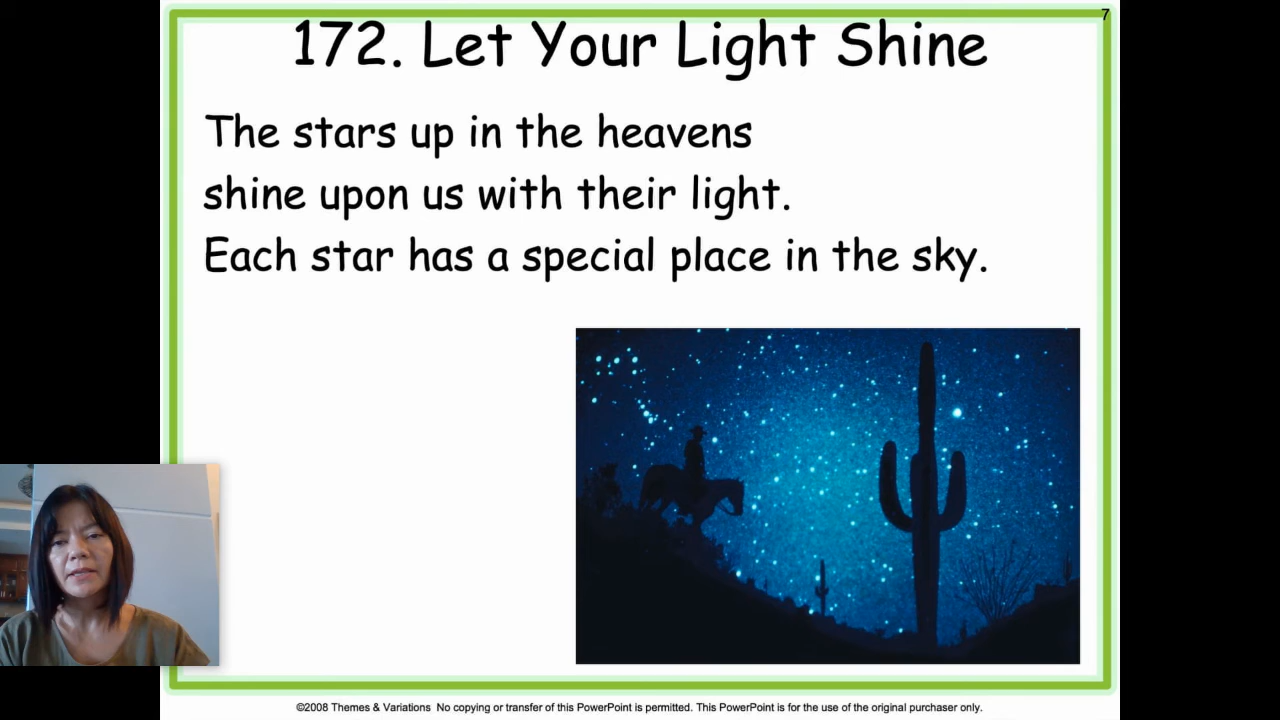 7
172. Let Your Light Shine
The stars up in the heavens
shine upon us with their light.
Each star has a special place in the sky.
©2008 Themes & Variations No copying or transfer of this PowerPoint is permitted. This PowerPoint is for the use of the original purchaser only.